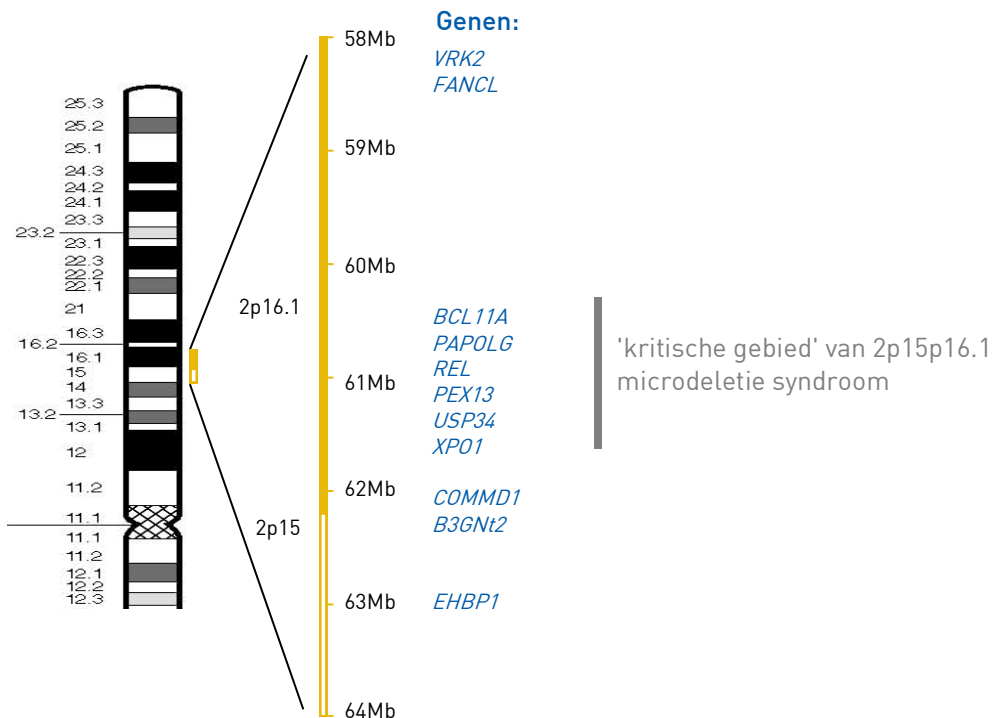 Genen:
58Mb
VRK2
FANCL
25.3
25.2
25.1
59Mb
24.3
24.2
24.1
23.3
23.2
23.1
22.3
22.2
22.1
60Mb
21
2p16.1
16.3
16.2
16.1
15
14
13.3
13.2
13.1
12
11.2
11.1
11.1
11.2
12.1
12.2
12.3
BCL11A
PAPOLG
REL
61Mb
PEX13
USP34
XPO1
'kritische gebied' van 2p15p16.1
microdeletie syndroom
62Mb
COMMD1
B3GNt2
2p15
63Mb
EHBP1
64Mb